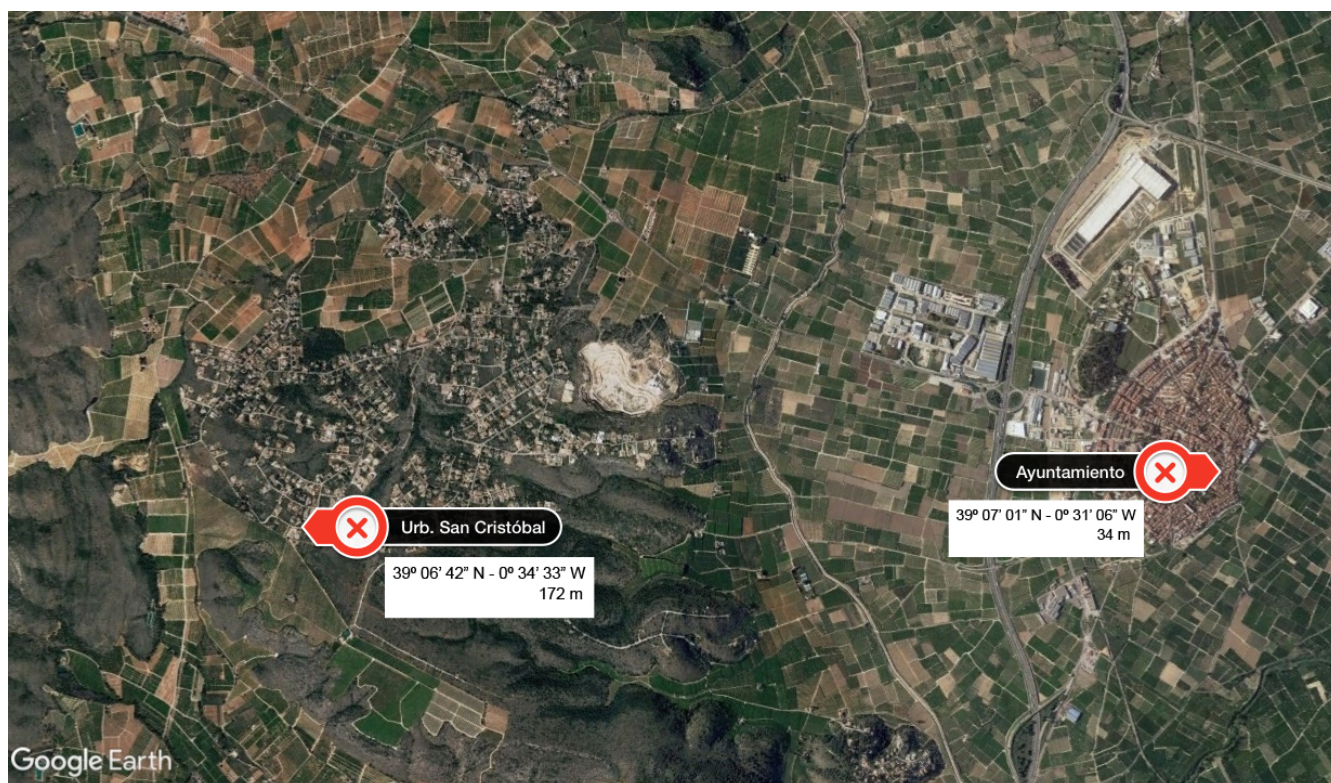 Ayuntamiento
39º 07’ 01” N - 0º 31’ 06” W
34 m
Urb. San Cristóbal
39º 06’ 42” N - 0º 34’ 33” W
172 m
Google Earth